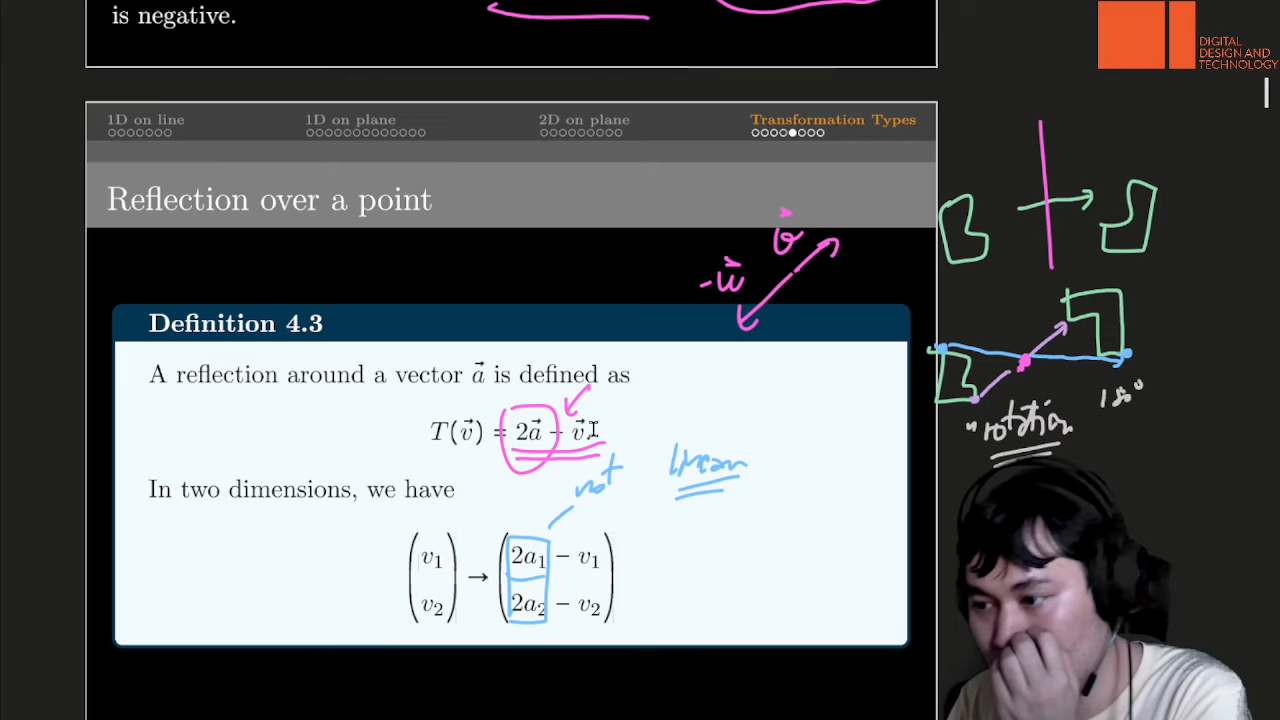 is negative.
DIGITAL
DESIGN AND
TECHNOLOGY
1D on line
1D on plane
2D on plane
Transformation Types
Reflection over a point
Definition 4.3
A reflection around a vector a⃗ is defined as
T(v⃗) = 2a⃗ − v⃗.
In two dimensions, we have
not linear
(v₁ v₂) → (2a₁ − v₁ 2a₂ − v₂)
180°
"rotation